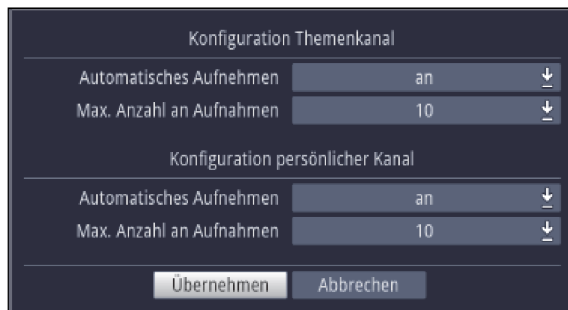 Konfiguration Themenkanal
Automatisches Aufnehmen an
Max. Anzahl an Aufnahmen 10
Konfiguration persönlicher Kanal
Automatisches Aufnehmen an
Max. Anzahl an Aufnahmen 10
Übernehmen Abbrechen